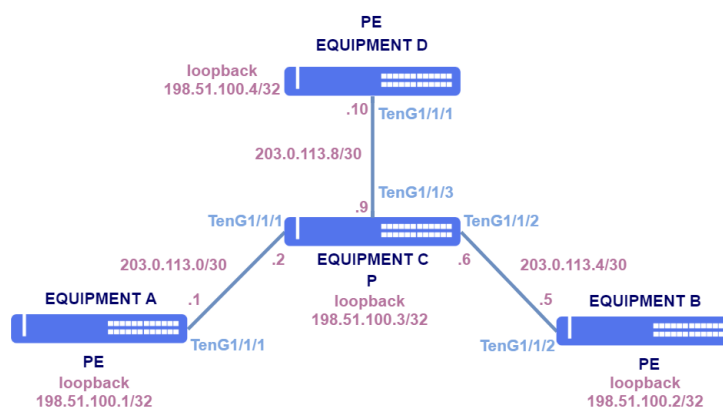 PE
EQUIPMENT D
loopback
198.51.100.4/32
.10
TenG1/1/1
203.0.113.8/30
TenG1/1/3
.9
TenG1/1/1
TenG1/1/2
.2
EQUIPMENT C
.6
P
203.0.113.0/30
203.0.113.4/30
loopback
198.51.100.3/32
EQUIPMENT A
.1
.5
EQUIPMENT B
TenG1/1/1
TenG1/1/2
PE
loopback
198.51.100.1/32
PE
loopback
198.51.100.2/32